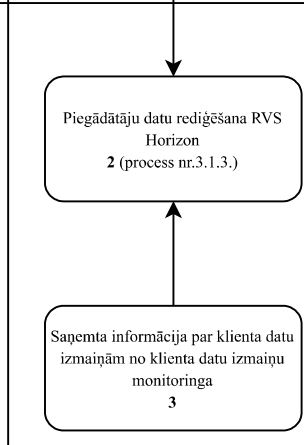 Piegādātāju datu rediģēšana RVS
Horizon
2 (process nr.3.1.3.)
Saņemta informācija par klienta datu
izmaiņām no klienta datu izmaiņu
monitoringa
3